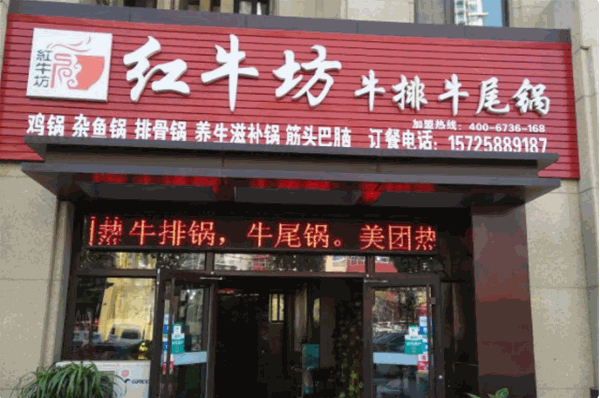 紅牛坊
红牛坊 牛排牛尾锅
加盟热线：400-6736-168
鸡锅 杂鱼锅 排骨锅 养生滋补锅 筋头巴脑 订餐电话：15725889187
热牛排锅，牛尾锅。美团热